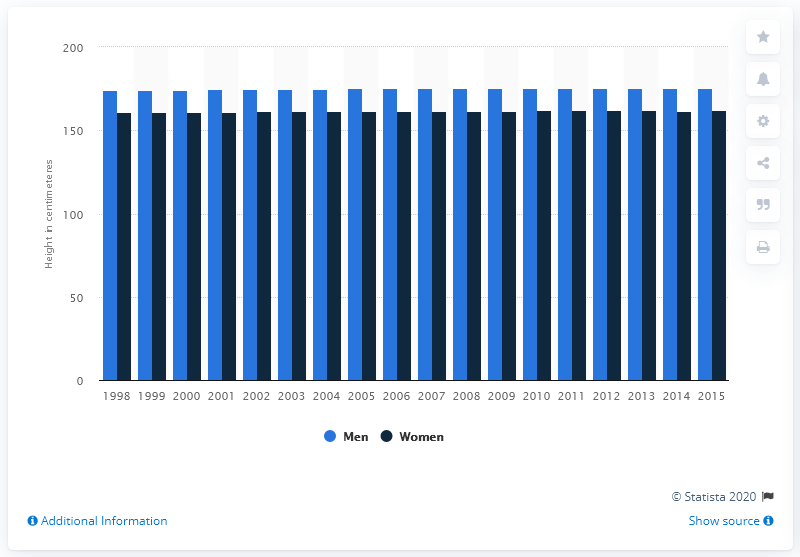 200
150
100
50
0
Height in centimeteres
1998 1999 2000 2001 2002 2003 2004 2005 2006 2007 2008 2009 2010 2011 2012 2013 2014 2015
Men Women
© Statista 2020
Additional Information Show source